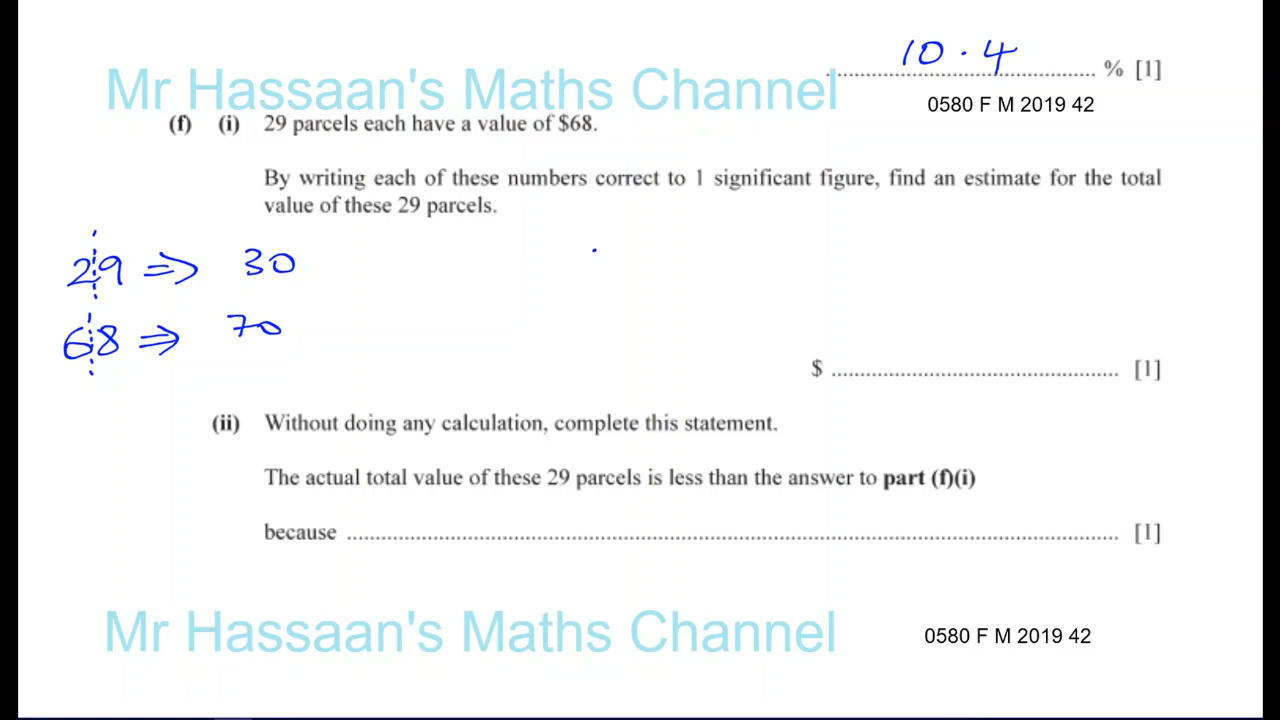 10.4
................................................ % [1]
Mr Hassaan's Maths Channel
0580 F M 2019 42
(f) (i) 29 parcels each have a value of $68.
By writing each of these numbers correct to 1 significant figure, find an estimate for the total
value of these 29 parcels.
29 => 30
68 => 70
$ .................................................. [1]
(ii) Without doing any calculation, complete this statement.
The actual total value of these 29 parcels is less than the answer to part (f)(i)
because ........................................................................................................................................ [1]
Mr Hassaan's Maths Channel
0580 F M 2019 42